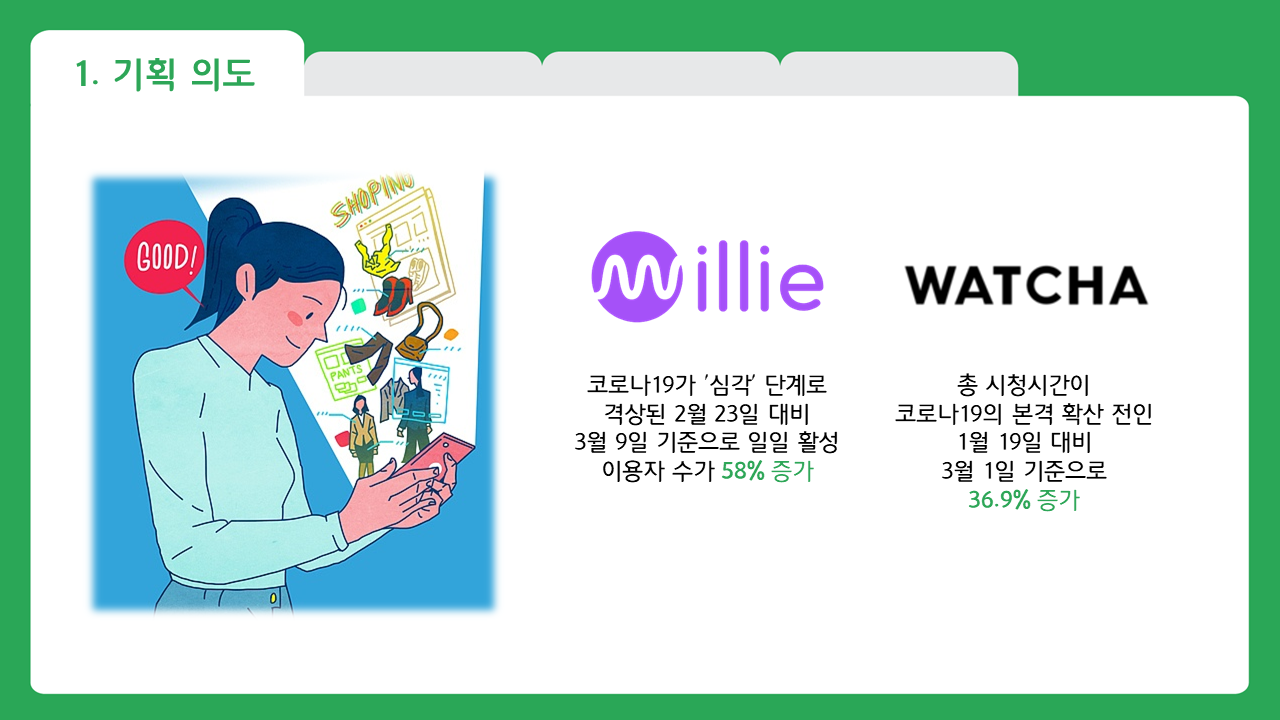 1. 기획 의도
SHOPING
GOOD!
PANTS
Millie
코로나19가 '심각' 단계로
격상된 2월 23일 대비
3월 9일 기준으로 일일 활성
이용자 수가 58% 증가
WATCHA
총 시청시간이
코로나19의 본격 확산 전인
1월 19일 대비
3월 1일 기준으로
36.9% 증가